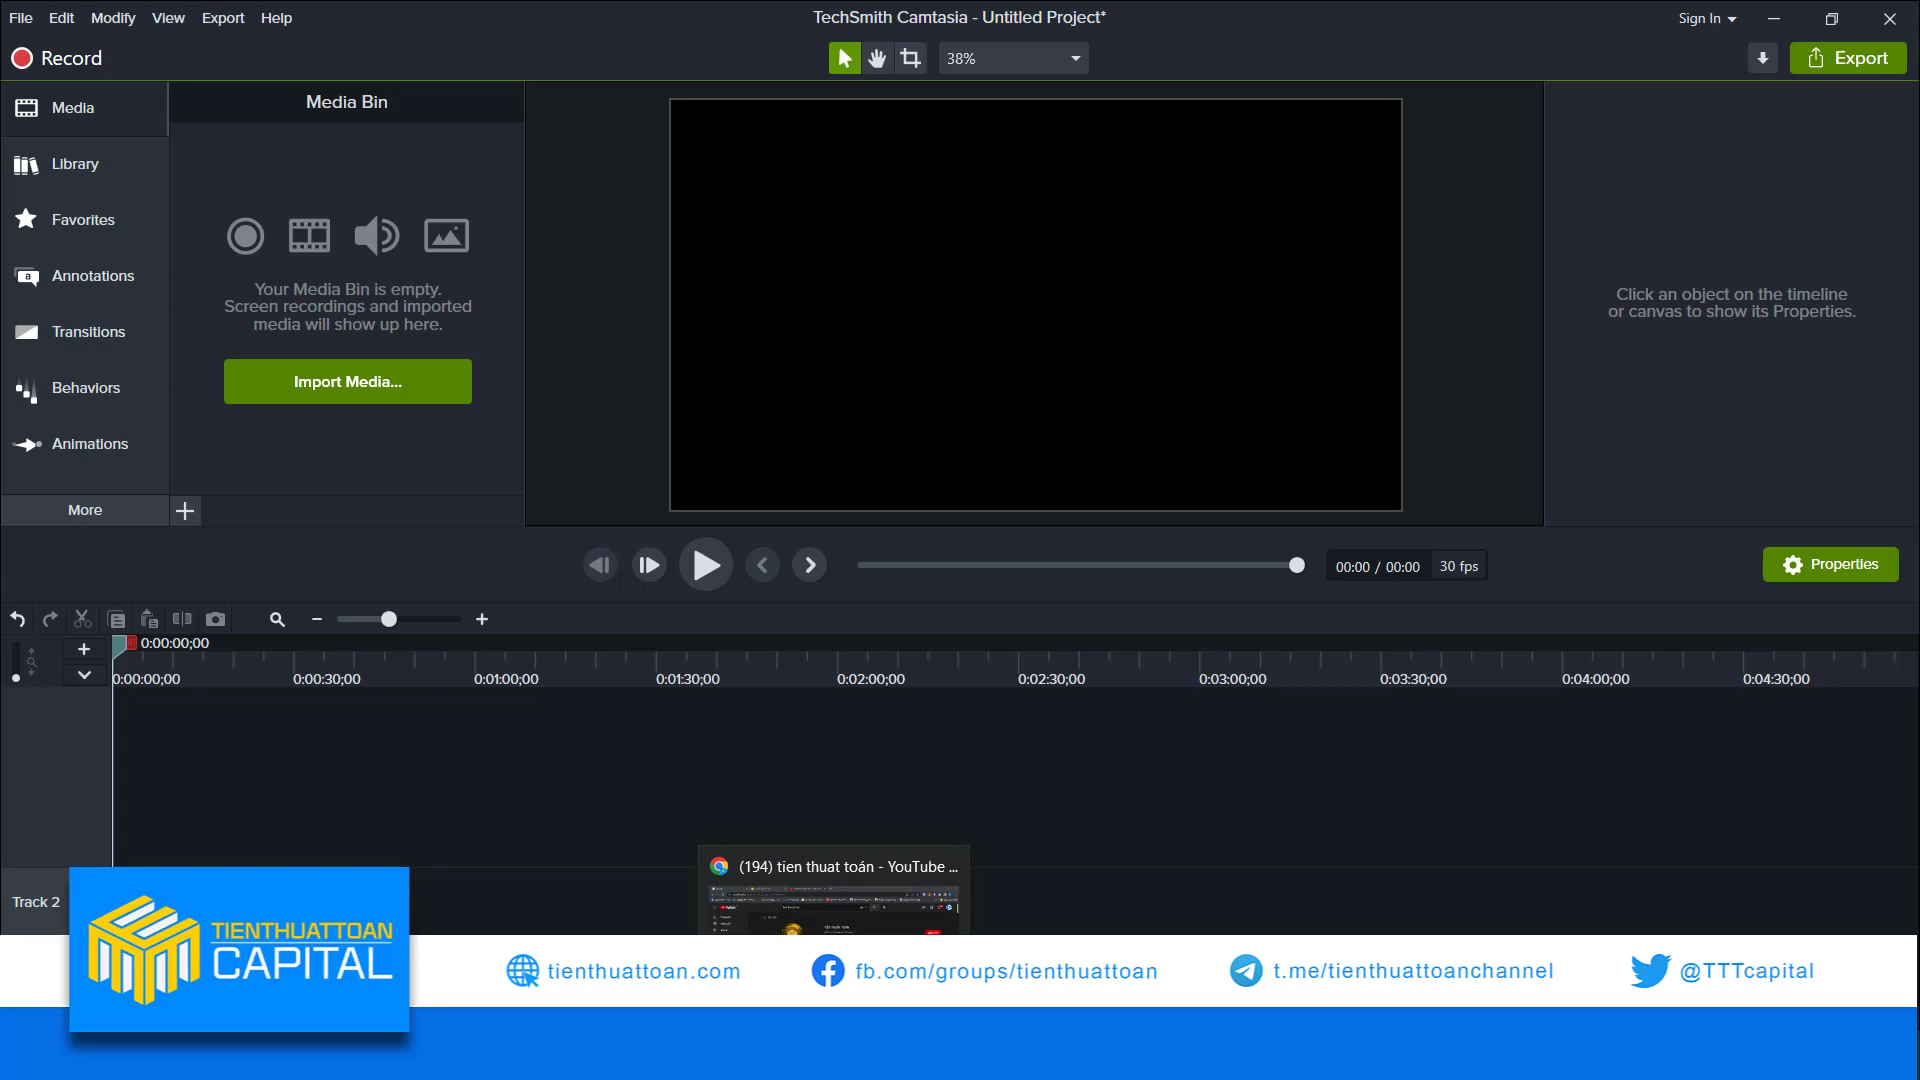 File Edit Modify View Export Help
TechSmith Camtasia - Untitled Project*
Sign In
Record
38%
Export
Media
Library
Favorites
Annotations
Transitions
Behaviors
Animations
More
Media Bin
Your Media Bin is empty.
Screen recordings and imported
media will show up here.
Import Media...
Click an object on the timeline
or canvas to show its Properties.
00:00 / 00:00
30 fps
Properties
0:00:00;00
0:00:00;00 0:00:30;00 0:01:00;00 0:01:30;00 0:02:00;00 0:02:30;00 0:03:00;00 0:03:30;00 0:04:00;00 0:04:30;00
(194) tien thuat toán - YouTube ...
Track 2
TIENTHUATTOAN
CAPITAL
tienthuattoan.com
fb.com/groups/tienthuattoan
t.me/tienthuattoanchannel
@TTTcapital